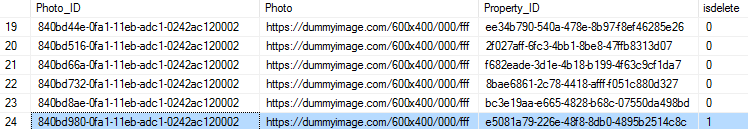 Photo_ID Photo Property_ID isdelete
19 840bd44e-0fa1-11eb-adc1-0242ac120002 https://dummyimage.com/600x400/000/fff ee34b790-540a-478e-8b97-f8ef46285e26 0
20 840bd516-0fa1-11eb-adc1-0242ac120002 https://dummyimage.com/600x400/000/fff 2f027aff-6fc3-4bb1-8be8-47ffb8313d07 0
21 840bd66a-0fa1-11eb-adc1-0242ac120002 https://dummyimage.com/600x400/000/fff f682eade-3d1e-4b18-b199-4f63c9cf1da7 0
22 840bd732-0fa1-11eb-adc1-0242ac120002 https://dummyimage.com/600x400/000/fff 8bae6861-2c78-4418-afff-f051c880d327 0
23 840bd8ae-0fa1-11eb-adc1-0242ac120002 https://dummyimage.com/600x400/000/fff bc3e19aa-e665-4828-b68c-07550da498bd 0
24 840bd980-0fa1-11eb-adc1-0242ac120002 https://dummyimage.com/600x400/000/fff e5081a79-226e-48f8-8db0-4895b2514c8c 1